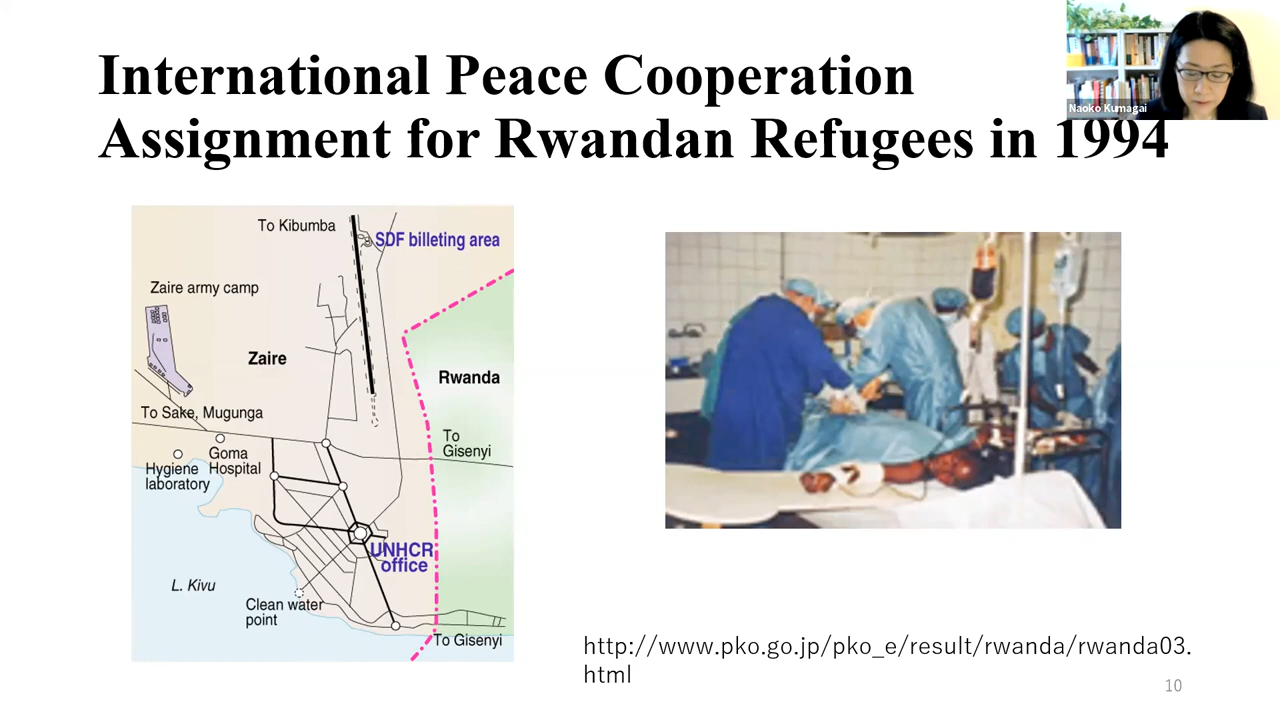 International Peace Cooperation
Assignment for Rwandan Refugees in 1994
Naoko Kumagai
To Kibumba
SDF billeting area
Zaire army camp
Zaire
Rwanda
To Sake, Mugunga
To
Gisenyi
Goma
Hospital
Hygiene
laboratory
UNHCR
office
L. Kivu
Clean water
point
To Gisenyi
http://www.pko.go.jp/pko_e/result/rwanda/rwanda03.
html
10